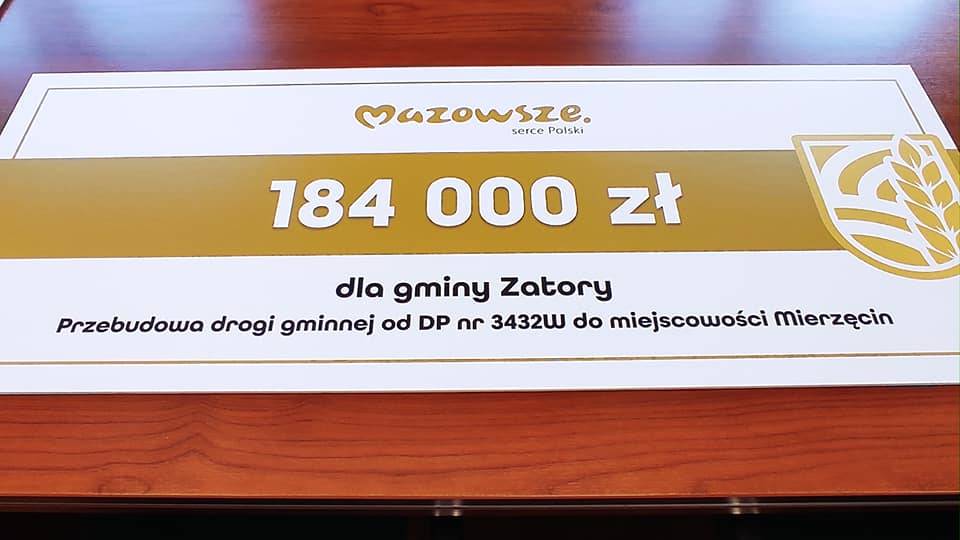 Mazowsze.
serce Polski
184 000 zł
dla gminy Zatory
Przebudowa drogi gminnej od DP nr 3432W do miejscowości Mierzęcin